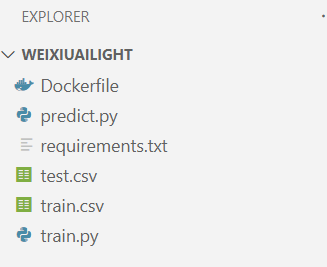 EXPLORER
WEIXIUAILIGHT
Dockerfile
predict.py
requirements.txt
test.csv
train.csv
train.py